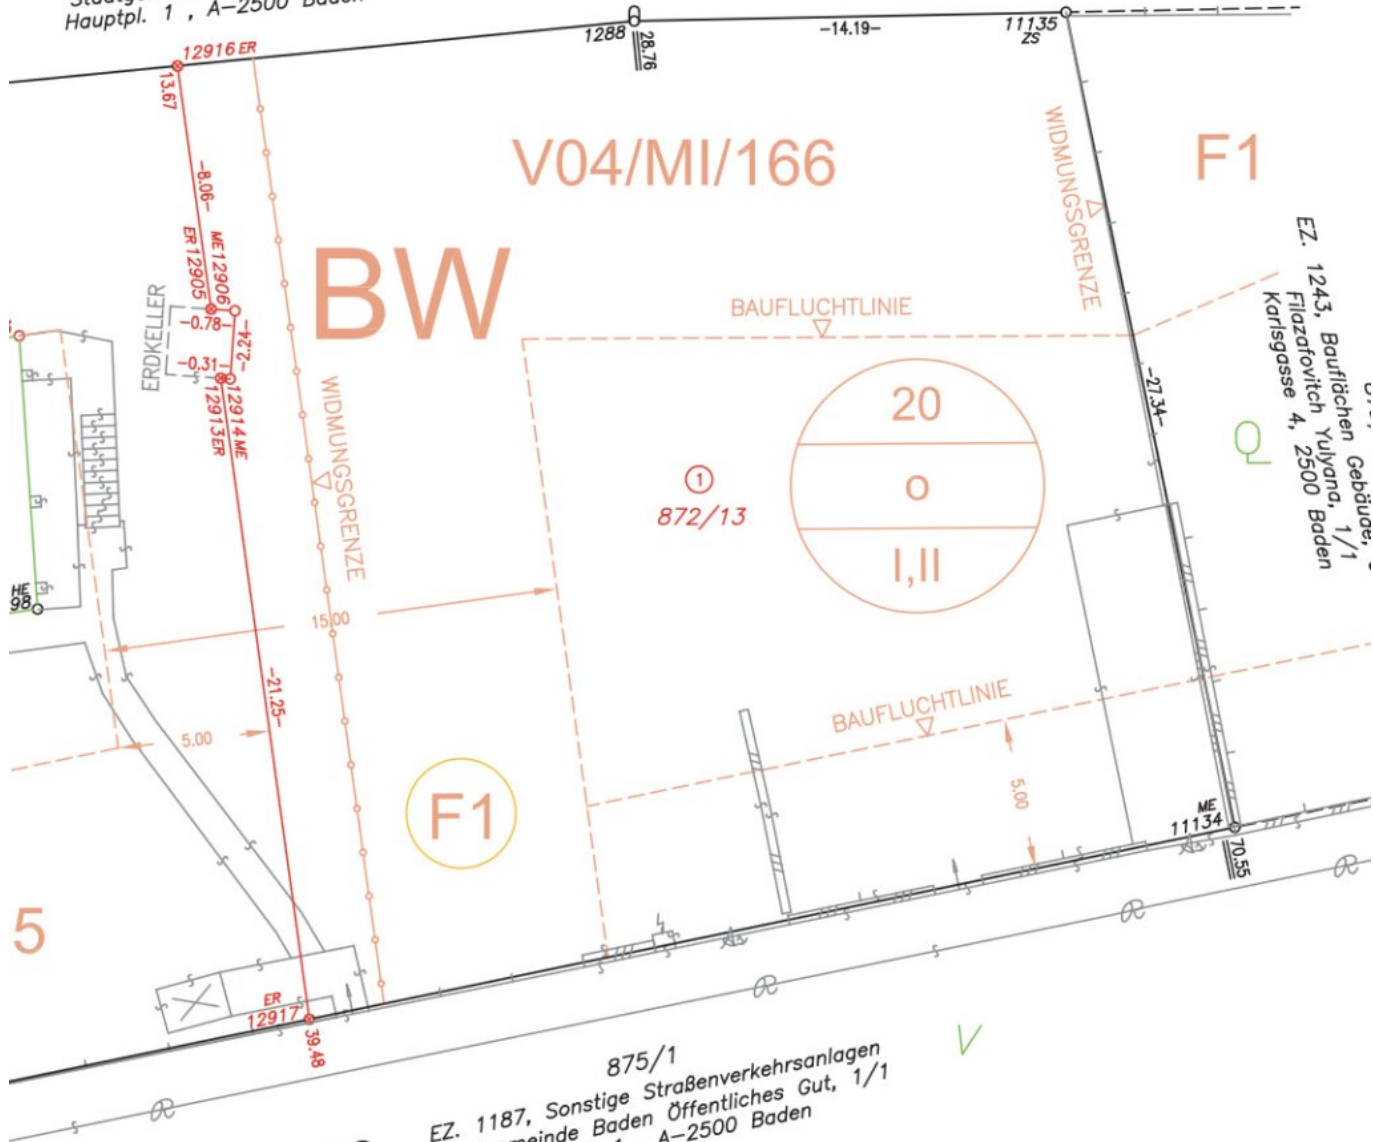 Hauptpl. 1 , A-2500 Baden
12916 ER
13.67
1288
28.76
-14.19-
11135
ZS
V04/MI/166
F1
WIDMUNGSGRENZE
-8.06-
ER 12905
ME 12906
BW
ERDKELLER
-0.78-
-2.24-
-0.31-
12913ER
12914 ME
BAUFLUCHTLINIE
WIDMUNGSGRENZE
20
o
I,II
1
872/13
-27.34-
EZ. 1243, Bauflächen Gebäude,
Filazafovitch Yulyana, 1/1
Karlsgasse 4, 2500 Baden
HE
98
15.00
-21.25-
5.00
BAUFLUCHTLINIE
5.00
F1
ME
11134
70.55
5
ER
12917
39.48
875/1
EZ. 1187, Sonstige Straßenverkehrsanlagen
meinde Baden Öffentliches Gut, 1/1
A-2500 Baden